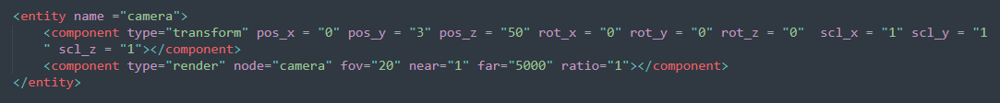 <entity name ="camera">
<component type="transform" pos_x = "0" pos_y = "3" pos_z = "50" rot_x = "0" rot_y = "0" rot_z = "0"  scl_x = "1" scl_y = "1
" scl_z = "1"></component>
<component type="render" node="camera" fov="20" near="1" far="5000" ratio="1"></component>
</entity>